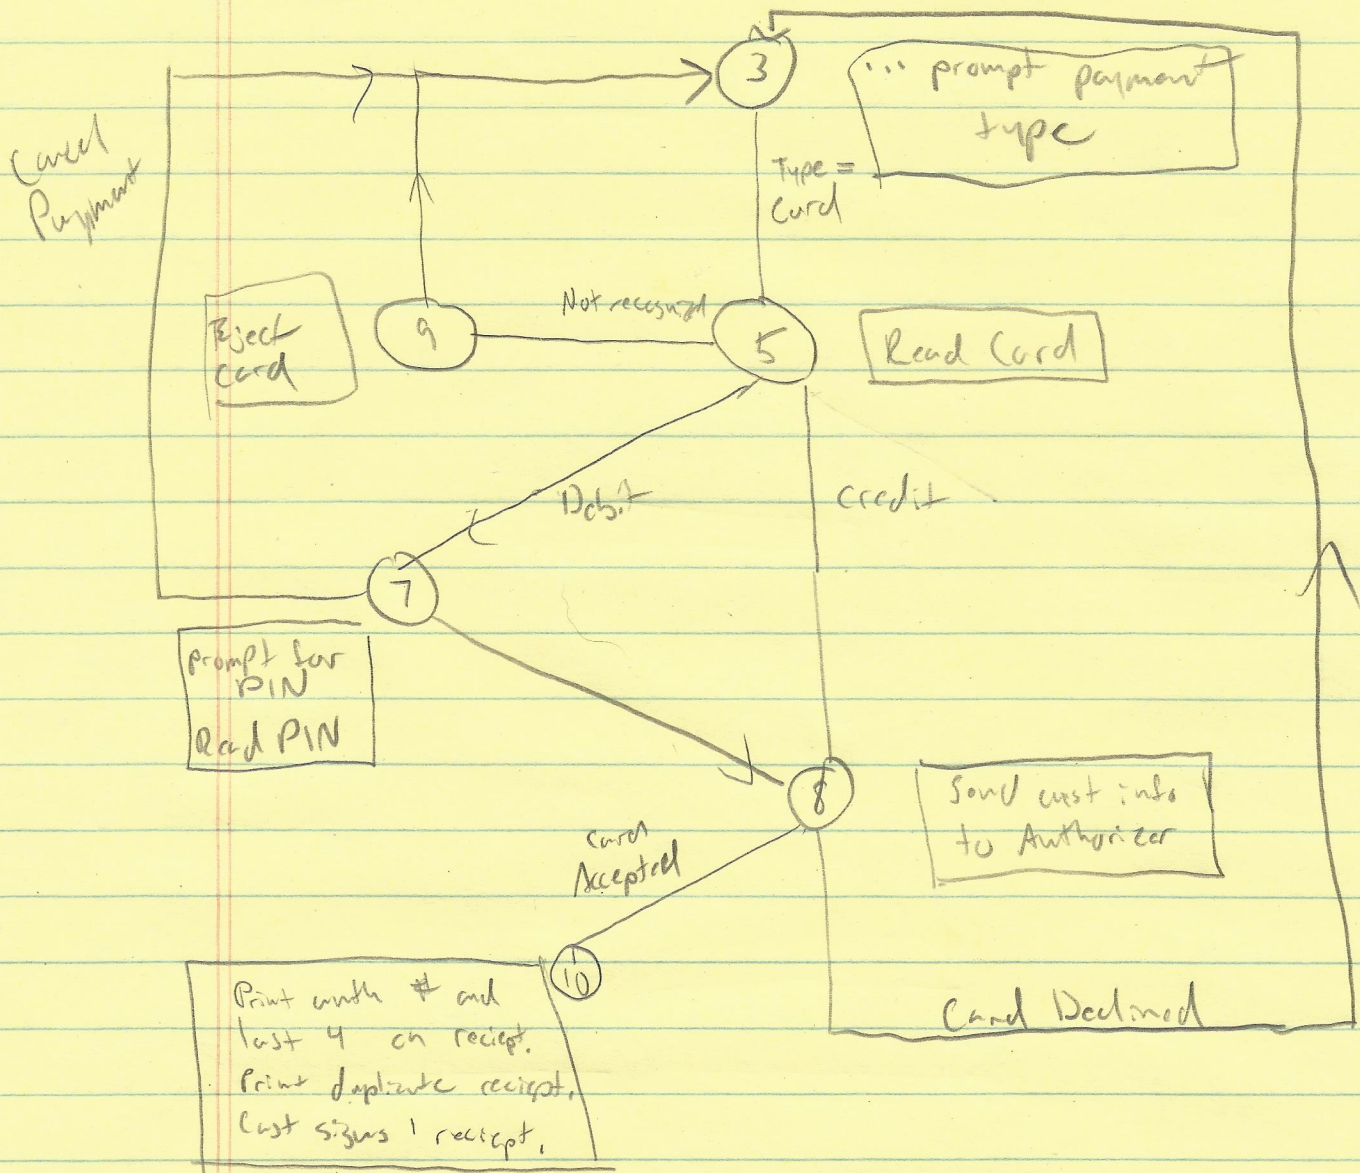 3
... prompt payment
type
Cancel
Payment
Type =
Card
Eject
Card
9
Not recognized
5
Read Card
Debit
credit
7
prompt for
PIN
Read PIN
8
Send cust info
to Authorizer
Card
Accepted
10
Print auth # and
last 4 on reciept.
Print duplicate reciept.
Cust signs 1 reciept.
Card Declined